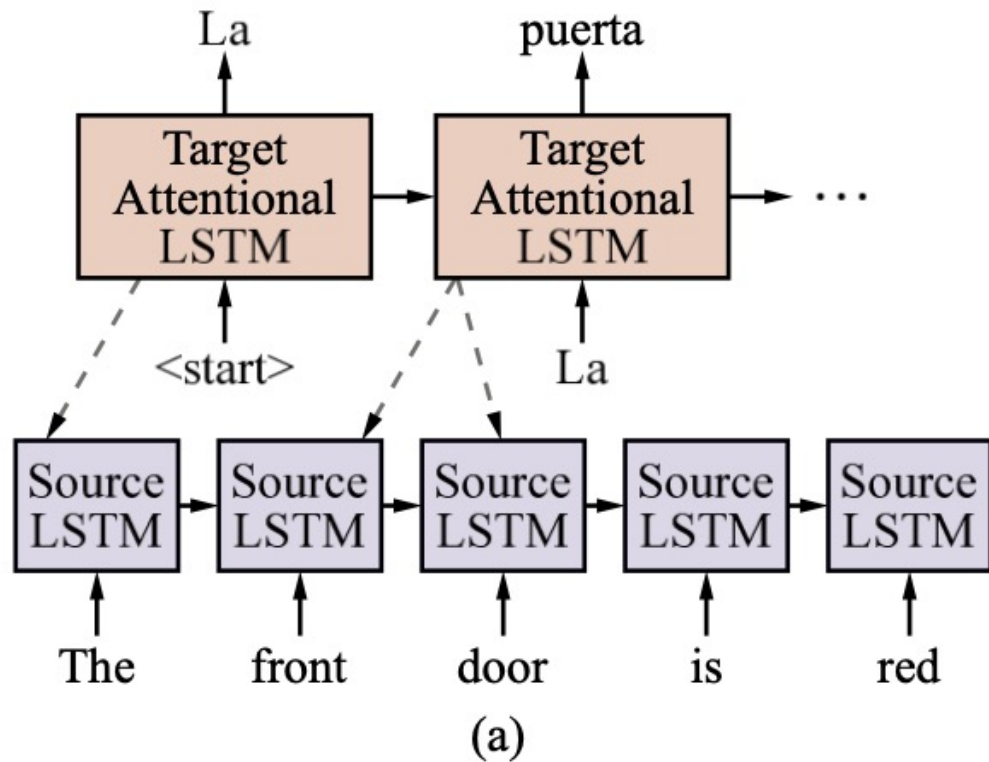 La puerta
Target Target
Attentional Attentional
LSTM LSTM
...
<start> La
Source Source Source Source Source
LSTM LSTM LSTM LSTM LSTM
The front door is red
(a)